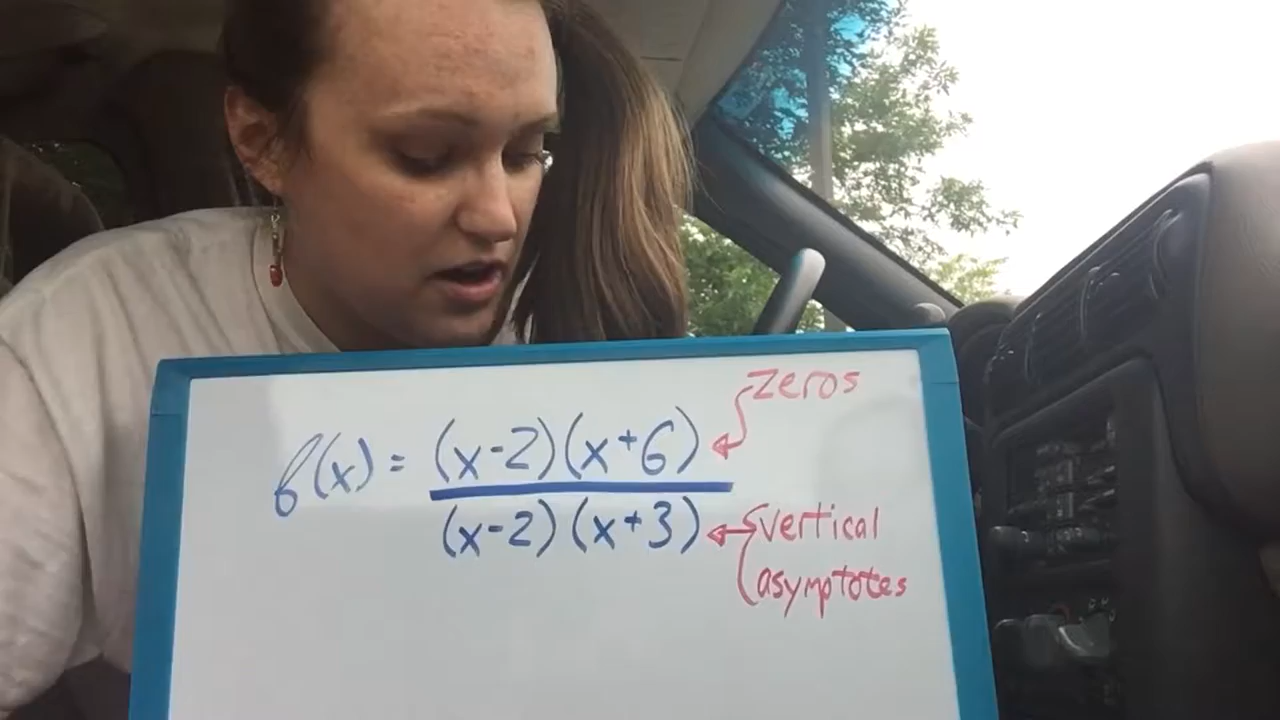 zeros
f(x) = (x-2)(x+6)
(x-2)(x+3)
vertical
asymptotes